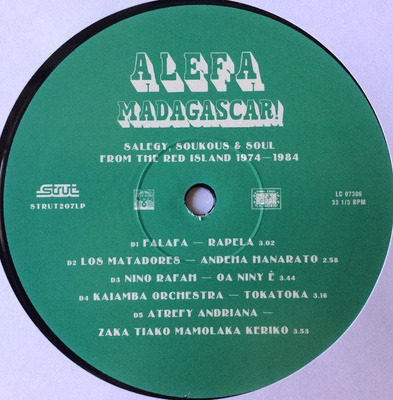 ALEFA
MADAGASCAR!
SALEGY, SOUKOUS & SOUL
FROM THE RED ISLAND 1974—1984
strut
STRUT207LP
LC 07306
33 1/3 RPM
D1 FALAFA — RAPELA 3.02
D2 LOS MATADORES — ANDEHA HANARATO 2.58
D3 NINO RAFAH — OA NINY É 3.44
D4 KAIAMBA ORCHESTRA — TOKATOKA 3.16
D5 ATREFY ANDRIANA —
ZAKA TIAKO MAMOLAKA KERIKO 3.53